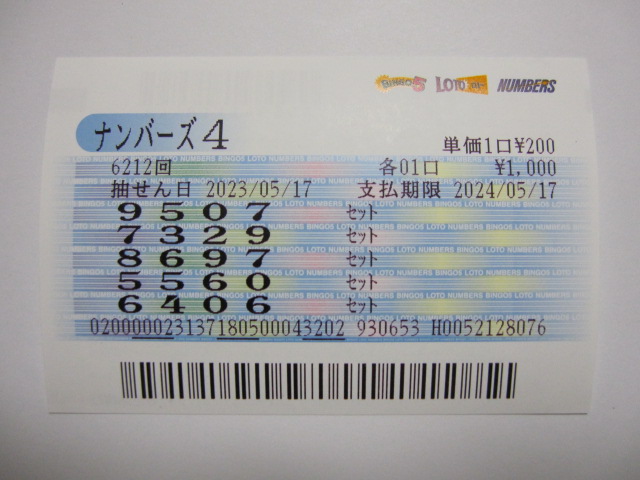 BINGO5 LOTO NUMBERS
ナンバーズ4 単価1口¥200
6212回 各01口 ¥1,000
抽せん日 2023/05/17 支払期限 2024/05/17
9507 セット
7329 セット
8697 セット
5560 セット
6406 セット
020000023137180500043202 930653 H0052128076